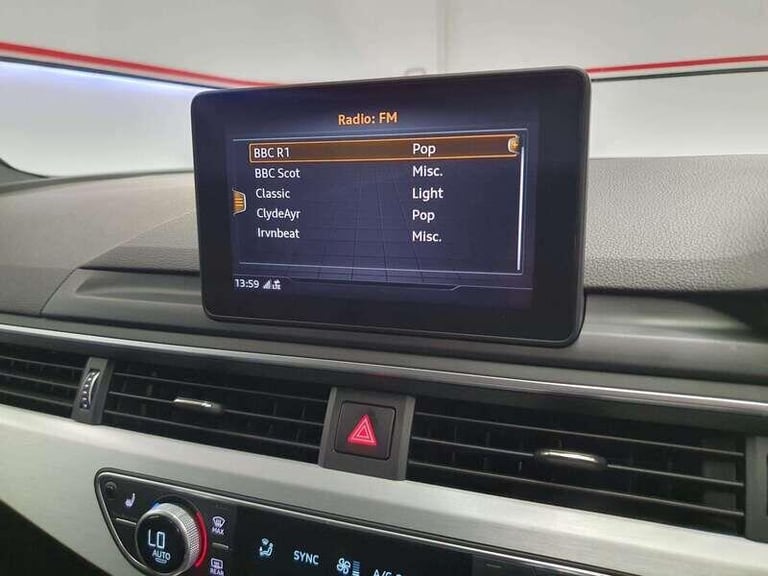 Radio: FM
BBC R1 Pop
BBC Scot Misc.
Classic Light
ClydeAyr Pop
Irvnbeat Misc.
13:59 LTE
LO
AUTO
MAX
REAR
SYNC
A/C